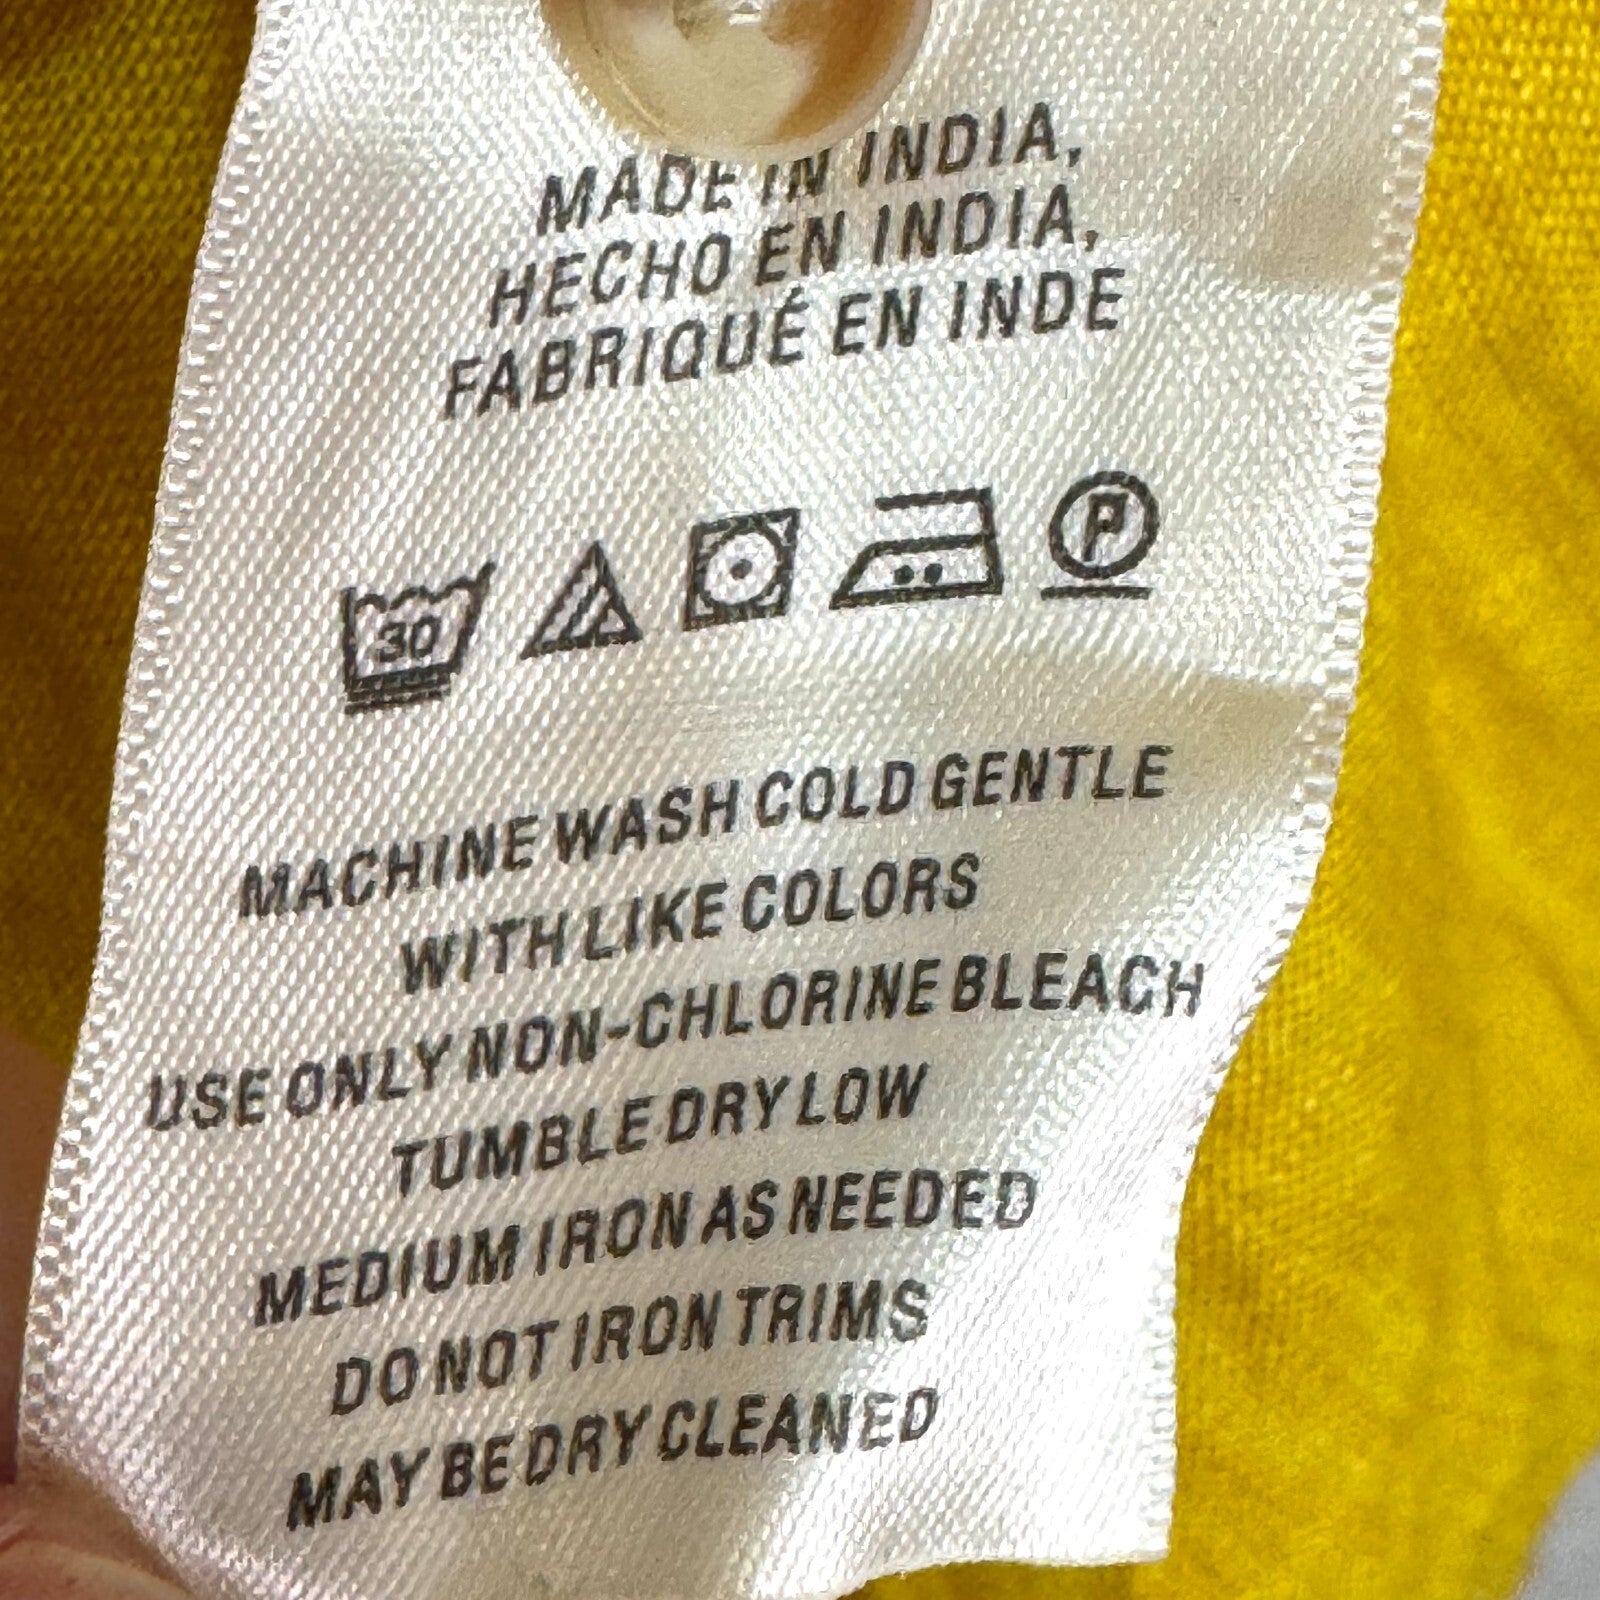 MADE IN INDIA,
HECHO EN INDIA,
FABRIQUÉ EN INDE
30
P
MACHINE WASH COLD GENTLE
WITH LIKE COLORS
USE ONLY NON-CHLORINE BLEACH
TUMBLE DRY LOW
MEDIUM IRON AS NEEDED
DO NOT IRON TRIMS
MAY BE DRY CLEANED